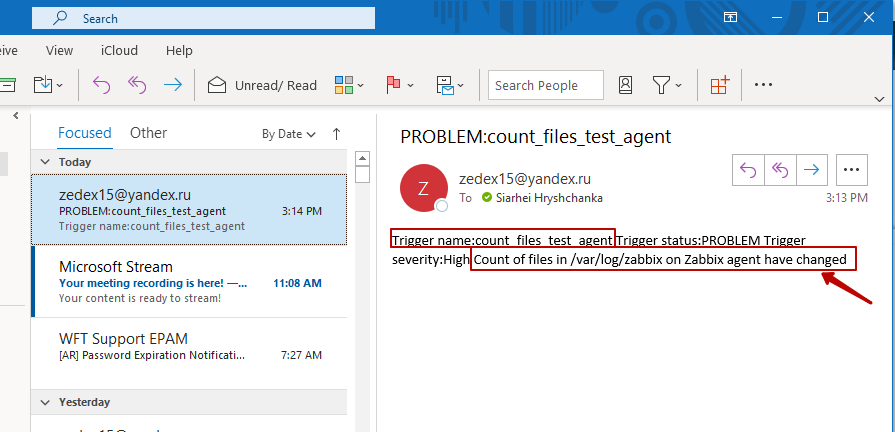 Search
eive View iCloud Help
Unread/ Read Search People
Focused Other By Date
Today
zedex15@yandex.ru
PROBLEM:count_files_test_agent 3:14 PM
Trigger name:count_files_test_agent
Microsoft Stream
Your meeting recording is here! —... 11:08 AM
Your content is ready to stream!
WFT Support EPAM
[AR] Password Expiration Notificati... 7:27 AM
Yesterday
PROBLEM:count_files_test_agent
Z
zedex15@yandex.ru
To Siarhei Hryshchanka 3:13 PM
Trigger name:count_files_test_agent Trigger status:PROBLEM Trigger
severity:High Count of files in /var/log/zabbix on Zabbix agent have changed